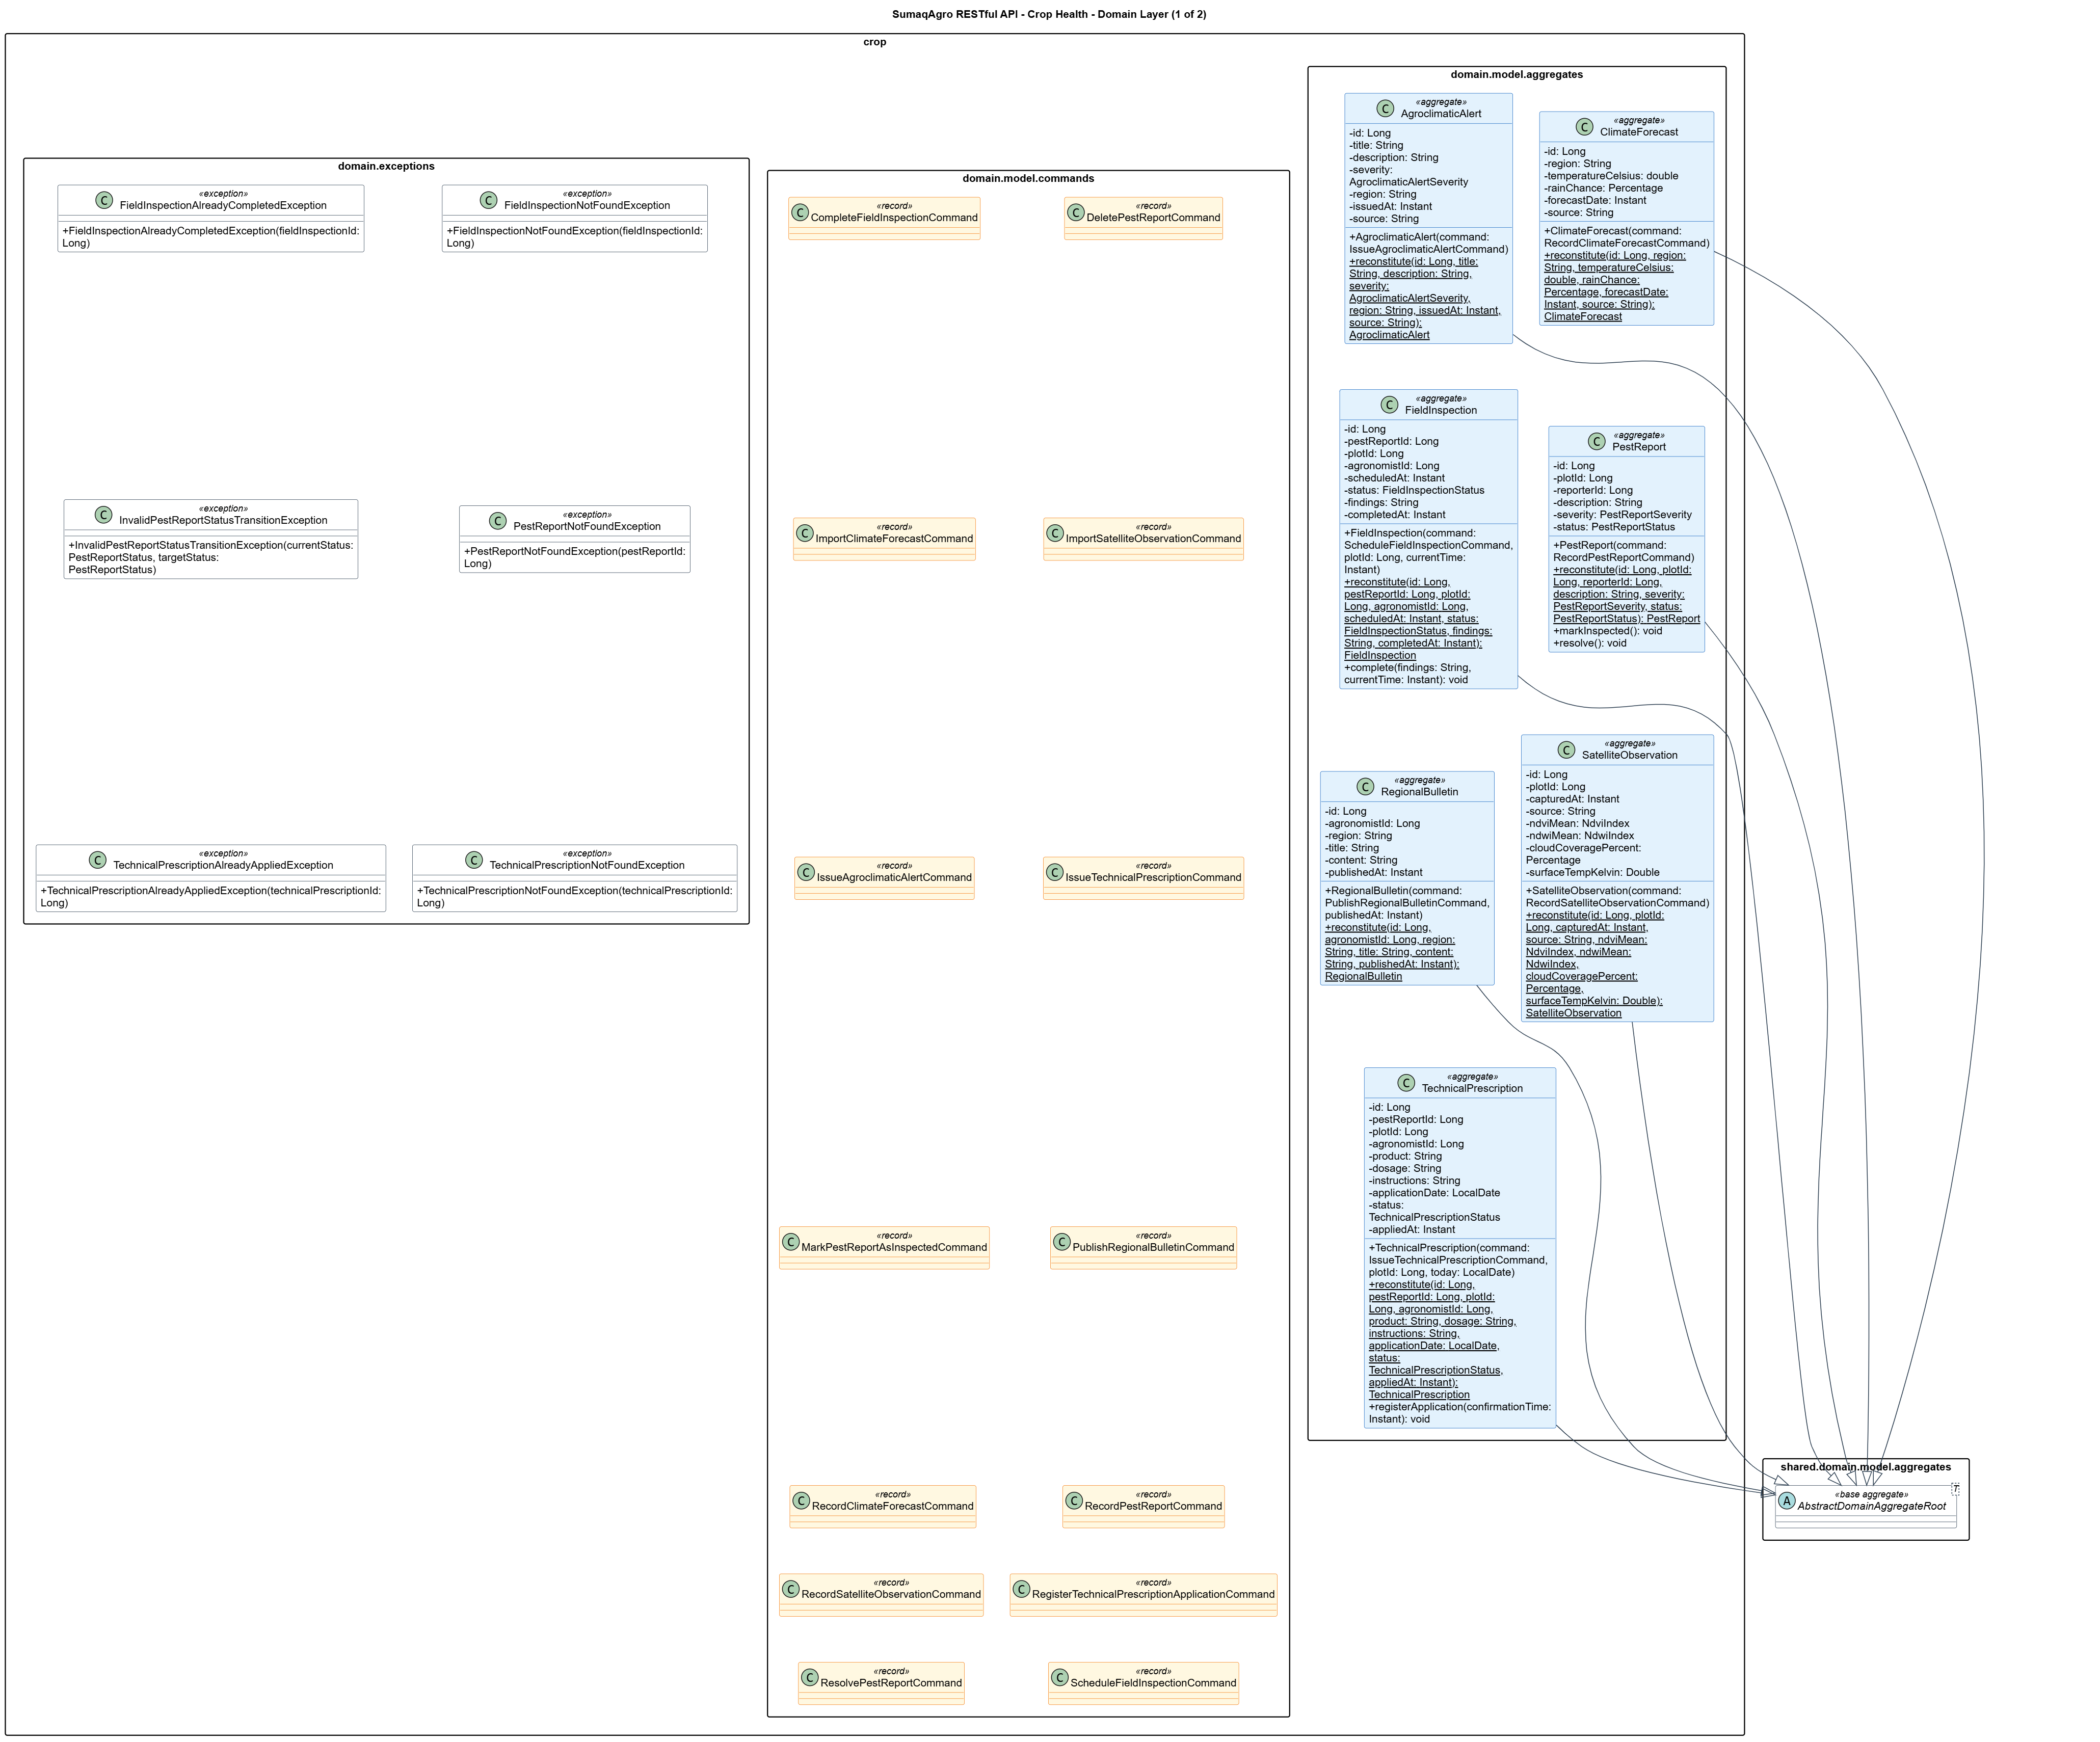 SumaqAgro RESTful API - Crop Health - Domain Layer (1 of 2)
crop
domain.exceptions
«exception»
C FieldInspectionAlreadyCompletedException
+FieldInspectionAlreadyCompletedException(fieldInspectionId:
Long)
«exception»
C FieldInspectionNotFoundException
+FieldInspectionNotFoundException(fieldInspectionId:
Long)
«exception»
C InvalidPestReportStatusTransitionException
+InvalidPestReportStatusTransitionException(currentStatus:
PestReportStatus, targetStatus:
PestReportStatus)
«exception»
C PestReportNotFoundException
+PestReportNotFoundException(pestReportId:
Long)
«exception»
C TechnicalPrescriptionAlreadyAppliedException
+TechnicalPrescriptionAlreadyAppliedException(technicalPrescriptionId:
Long)
«exception»
C TechnicalPrescriptionNotFoundException
+TechnicalPrescriptionNotFoundException(technicalPrescriptionId:
Long)
domain.model.commands
«record»
C CompleteFieldInspectionCommand
«record»
C DeletePestReportCommand
«record»
C ImportClimateForecastCommand
«record»
C ImportSatelliteObservationCommand
«record»
C IssueAgroclimaticAlertCommand
«record»
C IssueTechnicalPrescriptionCommand
«record»
C MarkPestReportAsInspectedCommand
«record»
C PublishRegionalBulletinCommand
«record»
C RecordClimateForecastCommand
«record»
C RecordPestReportCommand
«record»
C RecordSatelliteObservationCommand
«record»
C RegisterTechnicalPrescriptionApplicationCommand
«record»
C ResolvePestReportCommand
«record»
C ScheduleFieldInspectionCommand
domain.model.aggregates
«aggregate»
C AgroclimaticAlert
-id: Long
-title: String
-description: String
-severity:
AgroclimaticAlertSeverity
-region: String
-issuedAt: Instant
-source: String
+AgroclimaticAlert(command:
IssueAgroclimaticAlertCommand)
+reconstitute(id: Long, title:
String, description: String,
severity:
AgroclimaticAlertSeverity,
region: String, issuedAt: Instant,
source: String):
AgroclimaticAlert
«aggregate»
C ClimateForecast
-id: Long
-region: String
-temperatureCelsius: double
-rainChance: Percentage
-forecastDate: Instant
-source: String
+ClimateForecast(command:
RecordClimateForecastCommand)
+reconstitute(id: Long, region:
String, temperatureCelsius:
double, rainChance:
Percentage, forecastDate:
Instant, source: String):
ClimateForecast
«aggregate»
C FieldInspection
-id: Long
-pestReportId: Long
-plotId: Long
-agronomistId: Long
-scheduledAt: Instant
-status: FieldInspectionStatus
-findings: String
-completedAt: Instant
+FieldInspection(command:
ScheduleFieldInspectionCommand,
plotId: Long, currentTime:
Instant)
+reconstitute(id: Long,
pestReportId: Long, plotId:
Long, agronomistId: Long,
scheduledAt: Instant, status:
FieldInspectionStatus, findings:
String, completedAt: Instant):
FieldInspection
+complete(findings: String,
currentTime: Instant): void
«aggregate»
C PestReport
-id: Long
-plotId: Long
-reporterId: Long
-description: String
-severity: PestReportSeverity
-status: PestReportStatus
+PestReport(command:
RecordPestReportCommand)
+reconstitute(id: Long, plotId:
Long, reporterId: Long,
description: String, severity:
PestReportSeverity, status:
PestReportStatus): PestReport
+markInspected(): void
+resolve(): void
«aggregate»
C RegionalBulletin
-id: Long
-agronomistId: Long
-region: String
-title: String
-content: String
-publishedAt: Instant
+RegionalBulletin(command:
PublishRegionalBulletinCommand,
publishedAt: Instant)
+reconstitute(id: Long,
agronomistId: Long, region:
String, title: String, content:
String, publishedAt: Instant):
RegionalBulletin
«aggregate»
C SatelliteObservation
-id: Long
-plotId: Long
-capturedAt: Instant
-source: String
-ndviMean: NdviIndex
-ndwiMean: NdwiIndex
-cloudCoveragePercent:
Percentage
-surfaceTempKelvin: Double
+SatelliteObservation(command:
RecordSatelliteObservationCommand)
+reconstitute(id: Long, plotId:
Long, capturedAt: Instant,
source: String, ndviMean:
NdviIndex, ndwiMean:
NdwiIndex,
cloudCoveragePercent:
Percentage,
surfaceTempKelvin: Double):
SatelliteObservation
«aggregate»
C TechnicalPrescription
-id: Long
-pestReportId: Long
-plotId: Long
-agronomistId: Long
-product: String
-dosage: String
-instructions: String
-applicationDate: LocalDate
-status:
TechnicalPrescriptionStatus
-appliedAt: Instant
+TechnicalPrescription(command:
IssueTechnicalPrescriptionCommand,
plotId: Long, today: LocalDate)
+reconstitute(id: Long,
pestReportId: Long, plotId:
Long, agronomistId: Long,
product: String, dosage: String,
instructions: String,
applicationDate: LocalDate,
status:
TechnicalPrescriptionStatus,
appliedAt: Instant):
TechnicalPrescription
+registerApplication(confirmationTime:
Instant): void
shared.domain.model.aggregates
T
«base aggregate»
A AbstractDomainAggregateRoot